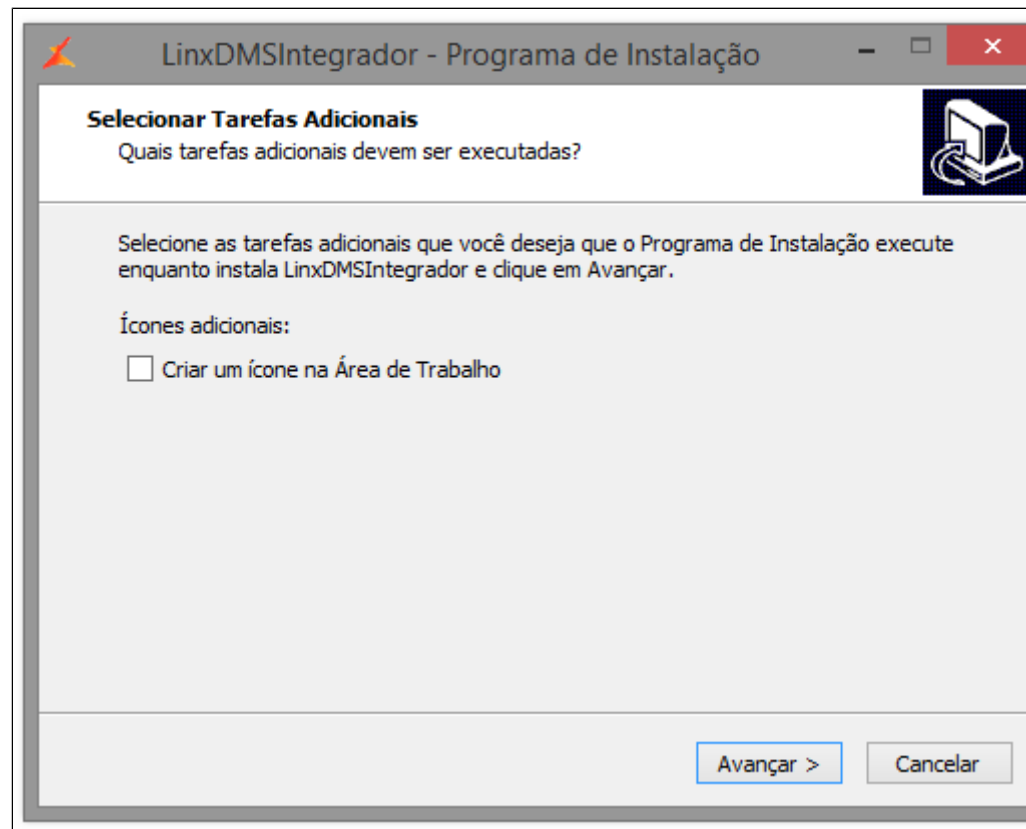 LinxDMSIntegrador - Programa de Instalação
Selecionar Tarefas Adicionais
Quais tarefas adicionais devem ser executadas?
Selecione as tarefas adicionais que você deseja que o Programa de Instalação execute
enquanto instala LinxDMSIntegrador e clique em Avançar.
Ícones adicionais:
Criar um ícone na Área de Trabalho
Avançar >
Cancelar